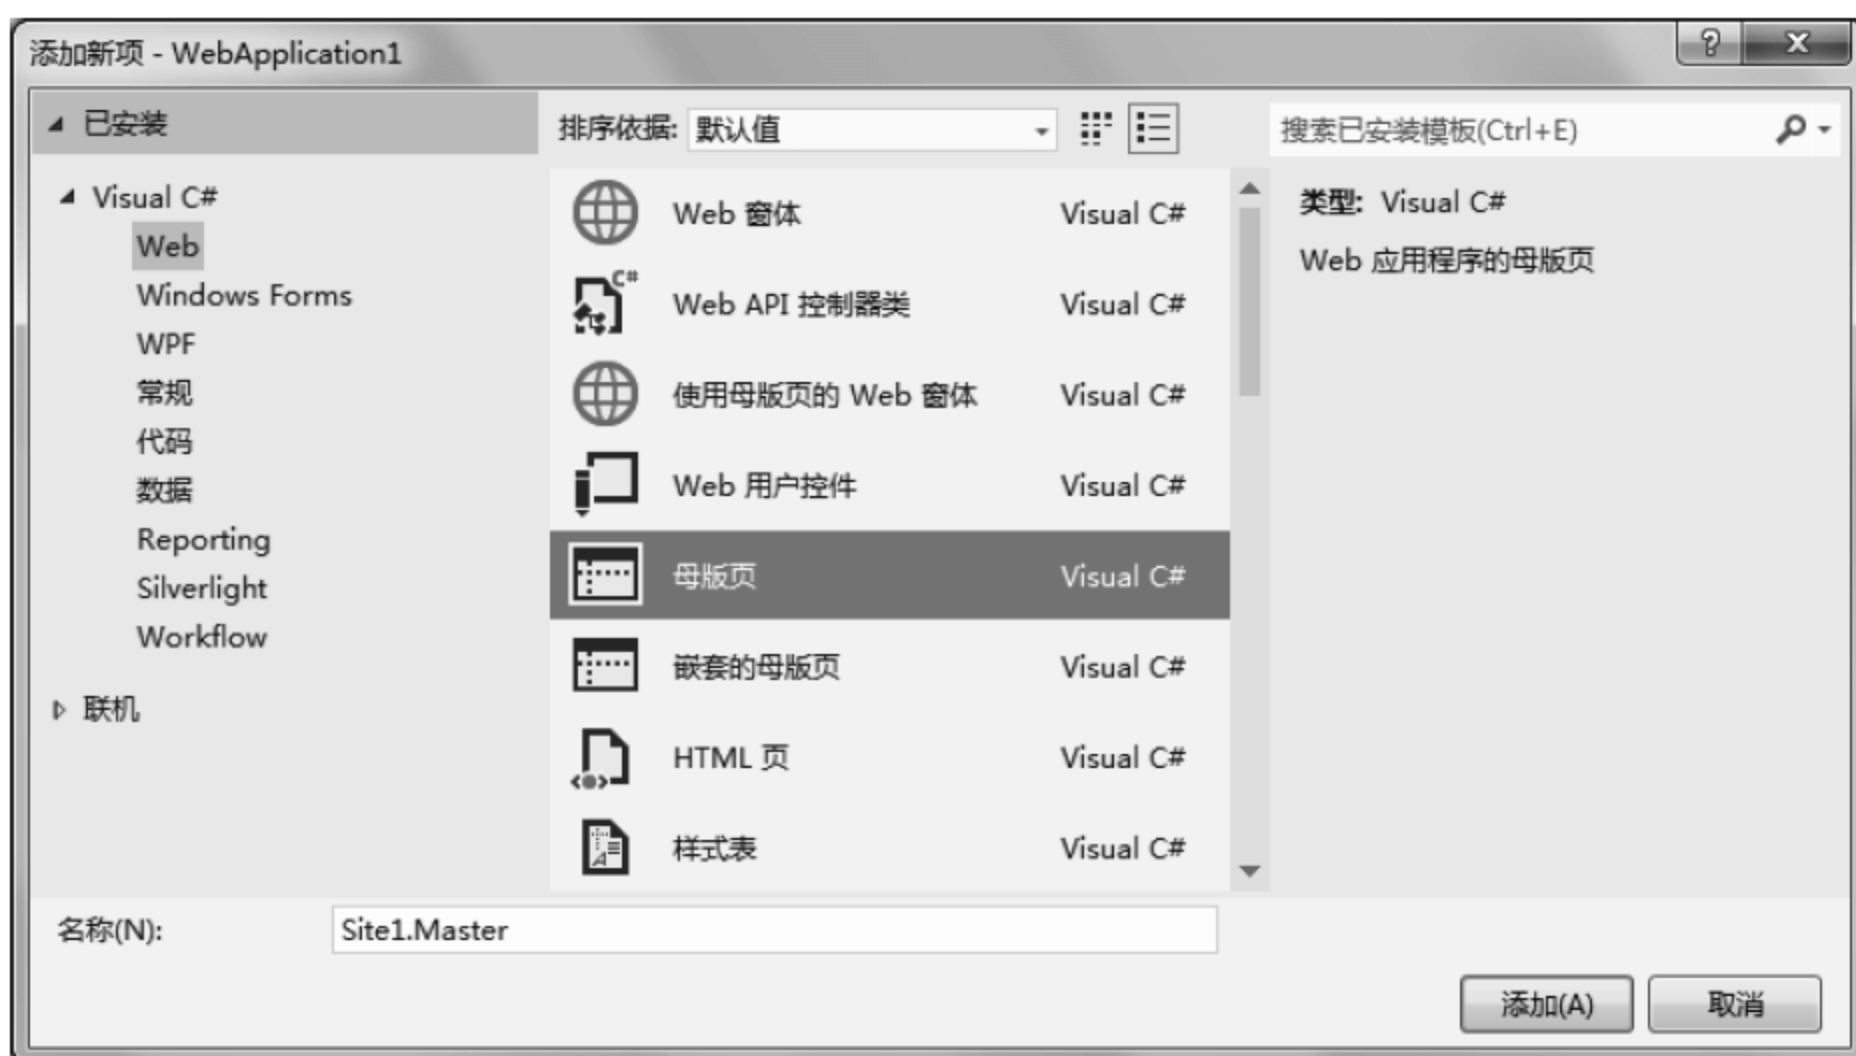 添加新项 - WebApplication1
?
X
已安装
Visual C#
Web
Windows Forms
WPF
常规
代码
数据
Reporting
Silverlight
Workflow
联机
排序依据: 默认值
Web 窗体 Visual C#
Web API 控制器类 Visual C#
使用母版页的 Web 窗体 Visual C#
Web 用户控件 Visual C#
母版页 Visual C#
嵌套的母版页 Visual C#
HTML 页 Visual C#
样式表 Visual C#
搜索已安装模板(Ctrl+E)
类型: Visual C#
Web 应用程序的母版页
名称(N): Site1.Master
添加(A) 取消